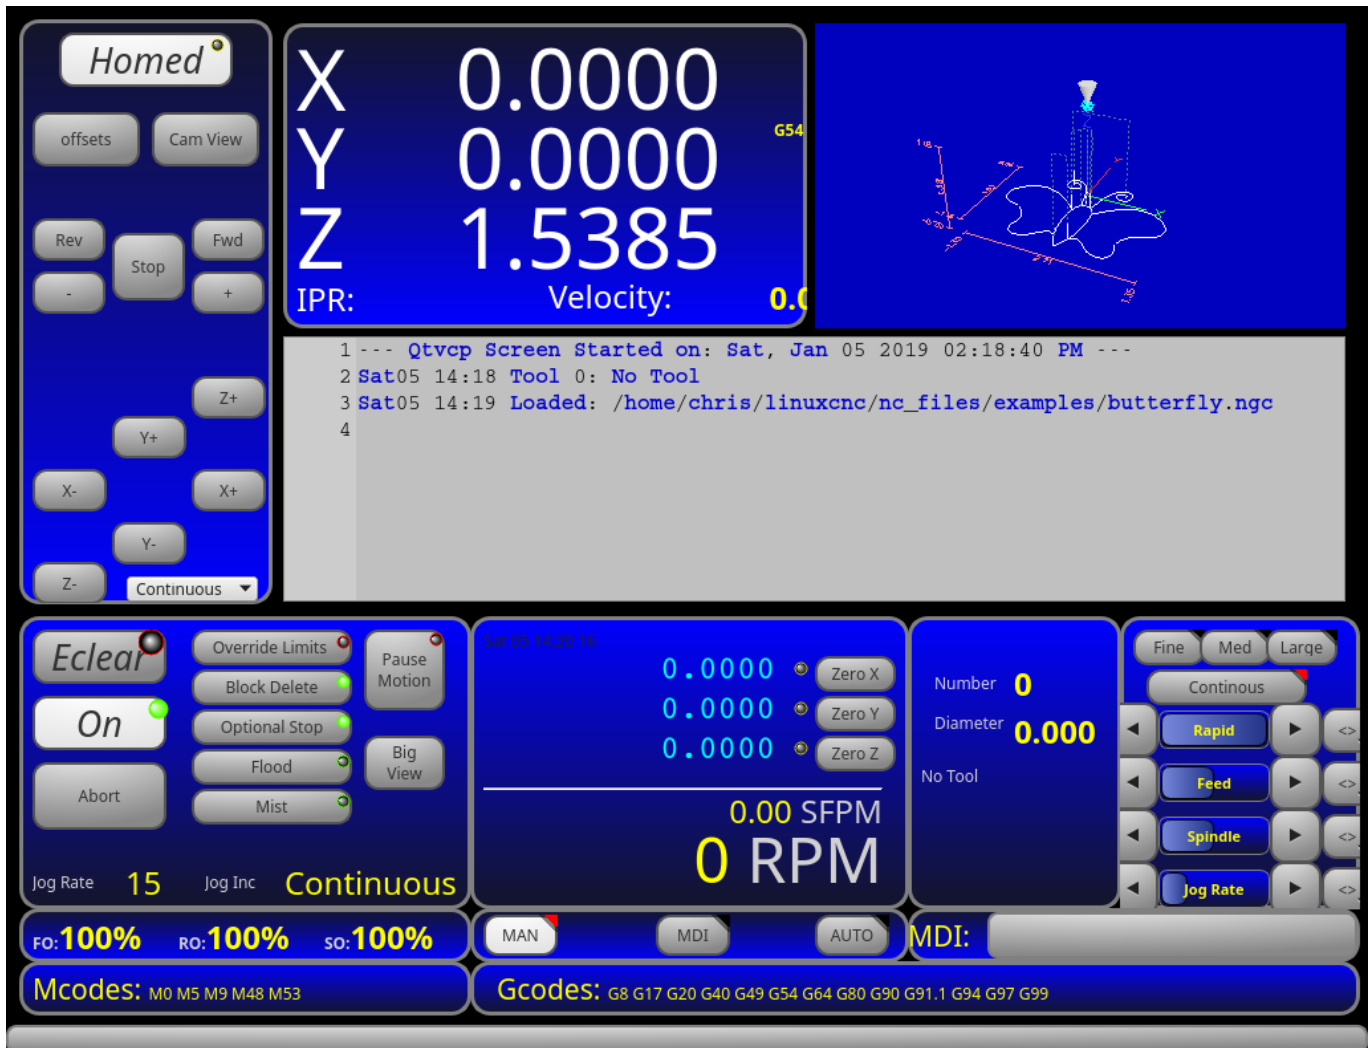 Homed
offsets Cam View
Rev Stop Fwd
- +
Z+
Y+
X- X+
Y-
Z- Continuous
X 0.0000
G54
Y 0.0000
Z 1.5385
IPR: Velocity: 0.0
1 --- Qtvcp Screen Started on: Sat, Jan 05 2019 02:18:40 PM ---
2 Sat05 14:18 Tool 0: No Tool
3 Sat05 14:19 Loaded: /home/chris/linuxcnc/nc_files/examples/butterfly.ngc
4
Eclear
On
Abort
Override Limits
Block Delete
Optional Stop
Flood
Mist
Pause
Motion
Big
View
Jog Rate 15 Jog Inc Continuous
Sat 05 14:20:16
0.0000 Zero X
0.0000 Zero Y
0.0000 Zero Z
0.00 SFPM
0 RPM
Number 0
Diameter 0.000
No Tool
Fine Med Large
Continous
◀ Rapid ▶ <>
◀ Feed ▶ <>
◀ Spindle ▶ <>
◀ Jog Rate ▶ <>
FO:100% RO:100% SO:100%
MAN MDI AUTO
MDI:
Mcodes: M0 M5 M9 M48 M53
Gcodes: G8 G17 G20 G40 G49 G54 G64 G80 G90 G91.1 G94 G97 G99